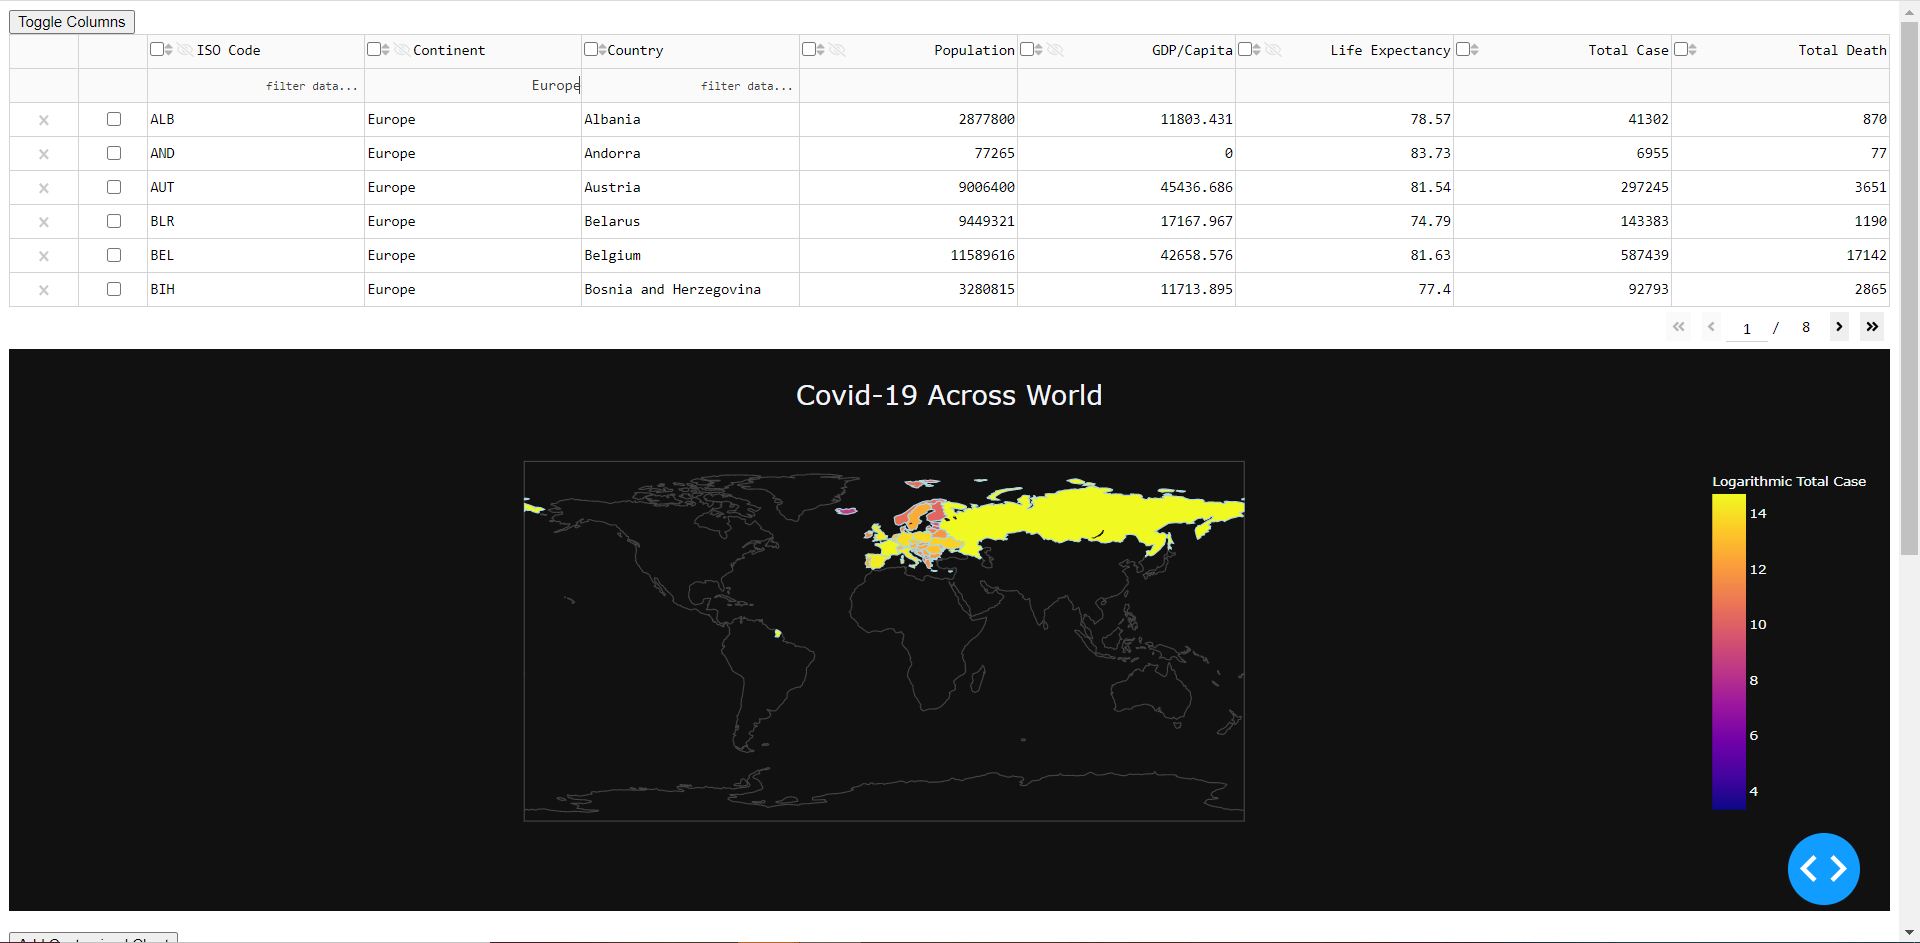 Toggle Columns
ISO Code Continent Country Population GDP/Capita Life Expectancy Total Case Total Death
filter data... Europe filter data...
ALB Europe Albania 2877800 11803.431 78.57 41302 870
AND Europe Andorra 77265 0 83.73 6955 77
AUT Europe Austria 9006400 45436.686 81.54 297245 3651
BLR Europe Belarus 9449321 17167.967 74.79 143383 1190
BEL Europe Belgium 11589616 42658.576 81.63 587439 17142
BIH Europe Bosnia and Herzegovina 3280815 11713.895 77.4 92793 2865
1 / 8
Covid-19 Across World
Logarithmic Total Case
14
12
10
8
6
4
Add Customized Chart